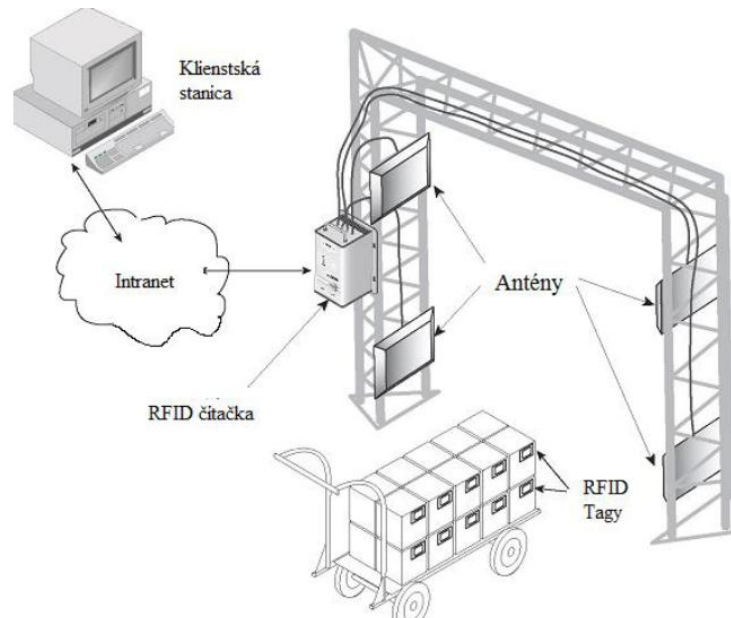 Klienstská
stanica
Intranet
Antény
RFID čítačka
RFID
Tagy